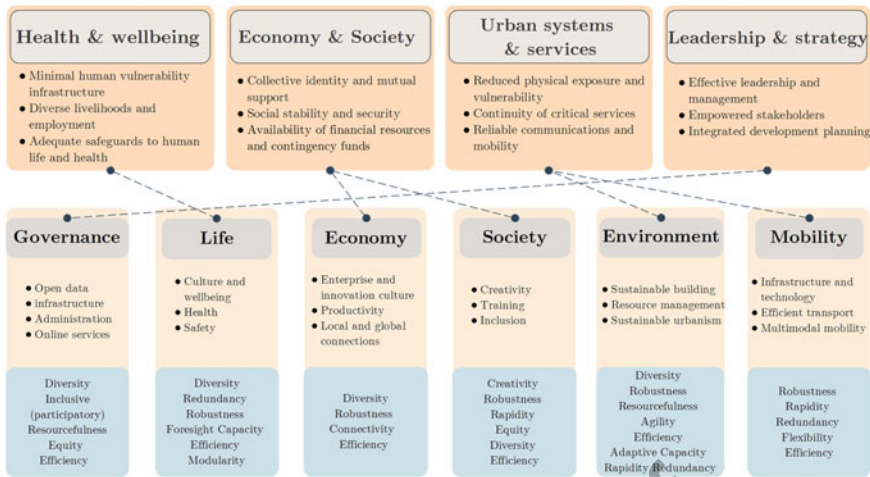 Health & wellbeing
● Minimal human vulnerability
infrastructure
● Diverse livelihoods and
employment
● Adequate safeguards to human
life and health
Economy & Society
● Collective identity and mutual
support
● Social stability and security
● Availability of financial resources
and contingency funds
Urban systems
& services
● Reduced physical exposure and
vulnerability
● Continuity of critical services
● Reliable communications and
mobility
Leadership & strategy
● Effective leadership and
management
● Empowered stakeholders
● Integrated development planning
Governance
● Open data
● infrastructure
● Administration
● Online services
Diversity
Inclusive
(participatory)
Resourcefulness
Equity
Efficiency
Life
● Culture and
wellbeing
● Health
● Safety
Diversity
Redundancy
Robustness
Foresight Capacity
Efficiency
Modularity
Economy
● Enterprise and
innovation culture
● Productivity
● Local and global
connections
Diversity
Robustness
Connectivity
Efficiency
Society
● Creativity
● Training
● Inclusion
Creativity
Robustness
Rapidity
Equity
Diversity
Efficiency
Environment
● Sustainable building
● Resource management
● Sustainable urbanism
Diversity
Robustness
Resourcefulness
Agility
Efficiency
Adaptive Capacity
Rapidity Redundancy
Mobility
● Infrastructure and
technology
● Efficient transport
● Multimodal mobility
Robustness
Rapidity
Redundancy
Flexibility
Efficiency